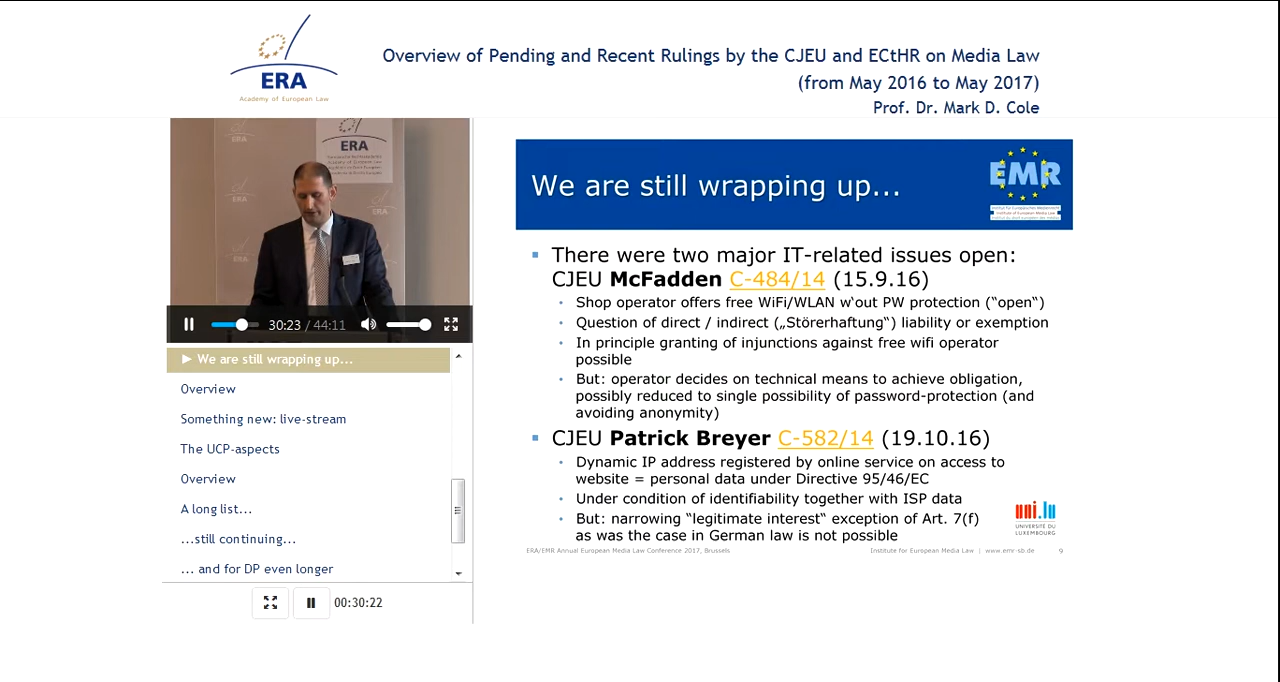 ERA
Academy of European Law
Overview of Pending and Recent Rulings by the CJEU and ECtHR on Media Law
(from May 2016 to May 2017)
Prof. Dr. Mark D. Cole
ERA
30:23 / 44:11
► We are still wrapping up...
Overview
Something new: live-stream
The UCP-aspects
Overview
A long list...
...still continuing...
... and for DP even longer
00:30:22
We are still wrapping up...
EMR
Institute of European Media Law
▪ There were two major IT-related issues open:
CJEU McFadden C-484/14 (15.9.16)
• Shop operator offers free WiFi/WLAN w‘out PW protection (“open“)
• Question of direct / indirect („Störerhaftung“) liability or exemption
• In principle granting of injunctions against free wifi operator
possible
• But: operator decides on technical means to achieve obligation,
possibly reduced to single possibility of password-protection (and
avoiding anonymity)
▪ CJEU Patrick Breyer C-582/14 (19.10.16)
• Dynamic IP address registered by online service on access to
website = personal data under Directive 95/46/EC
• Under condition of identifiability together with ISP data
• But: narrowing “legitimate interest“ exception of Art. 7(f)
as was the case in German law is not possible
uni.lu
UNIVERSITÉ DU
LUXEMBOURG
ERA/EMR Annual European Media Law Conference 2017, Brussels
Institute for European Media Law | www.emr-sb.de
9